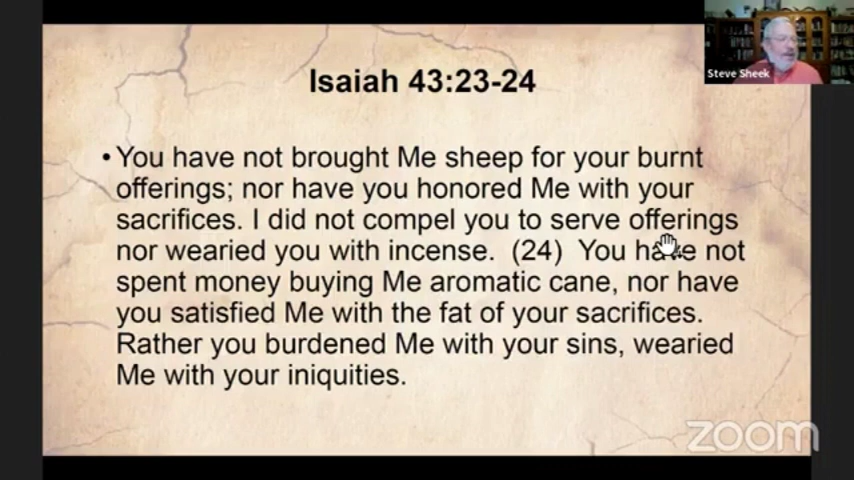 Steve Sheek
Isaiah 43:23-24
• You have not brought Me sheep for your burnt
offerings; nor have you honored Me with your
sacrifices. I did not compel you to serve offerings
nor wearied you with incense. (24) You have not
spent money buying Me aromatic cane, nor have
you satisfied Me with the fat of your sacrifices.
Rather you burdened Me with your sins, wearied
Me with your iniquities.
zoom